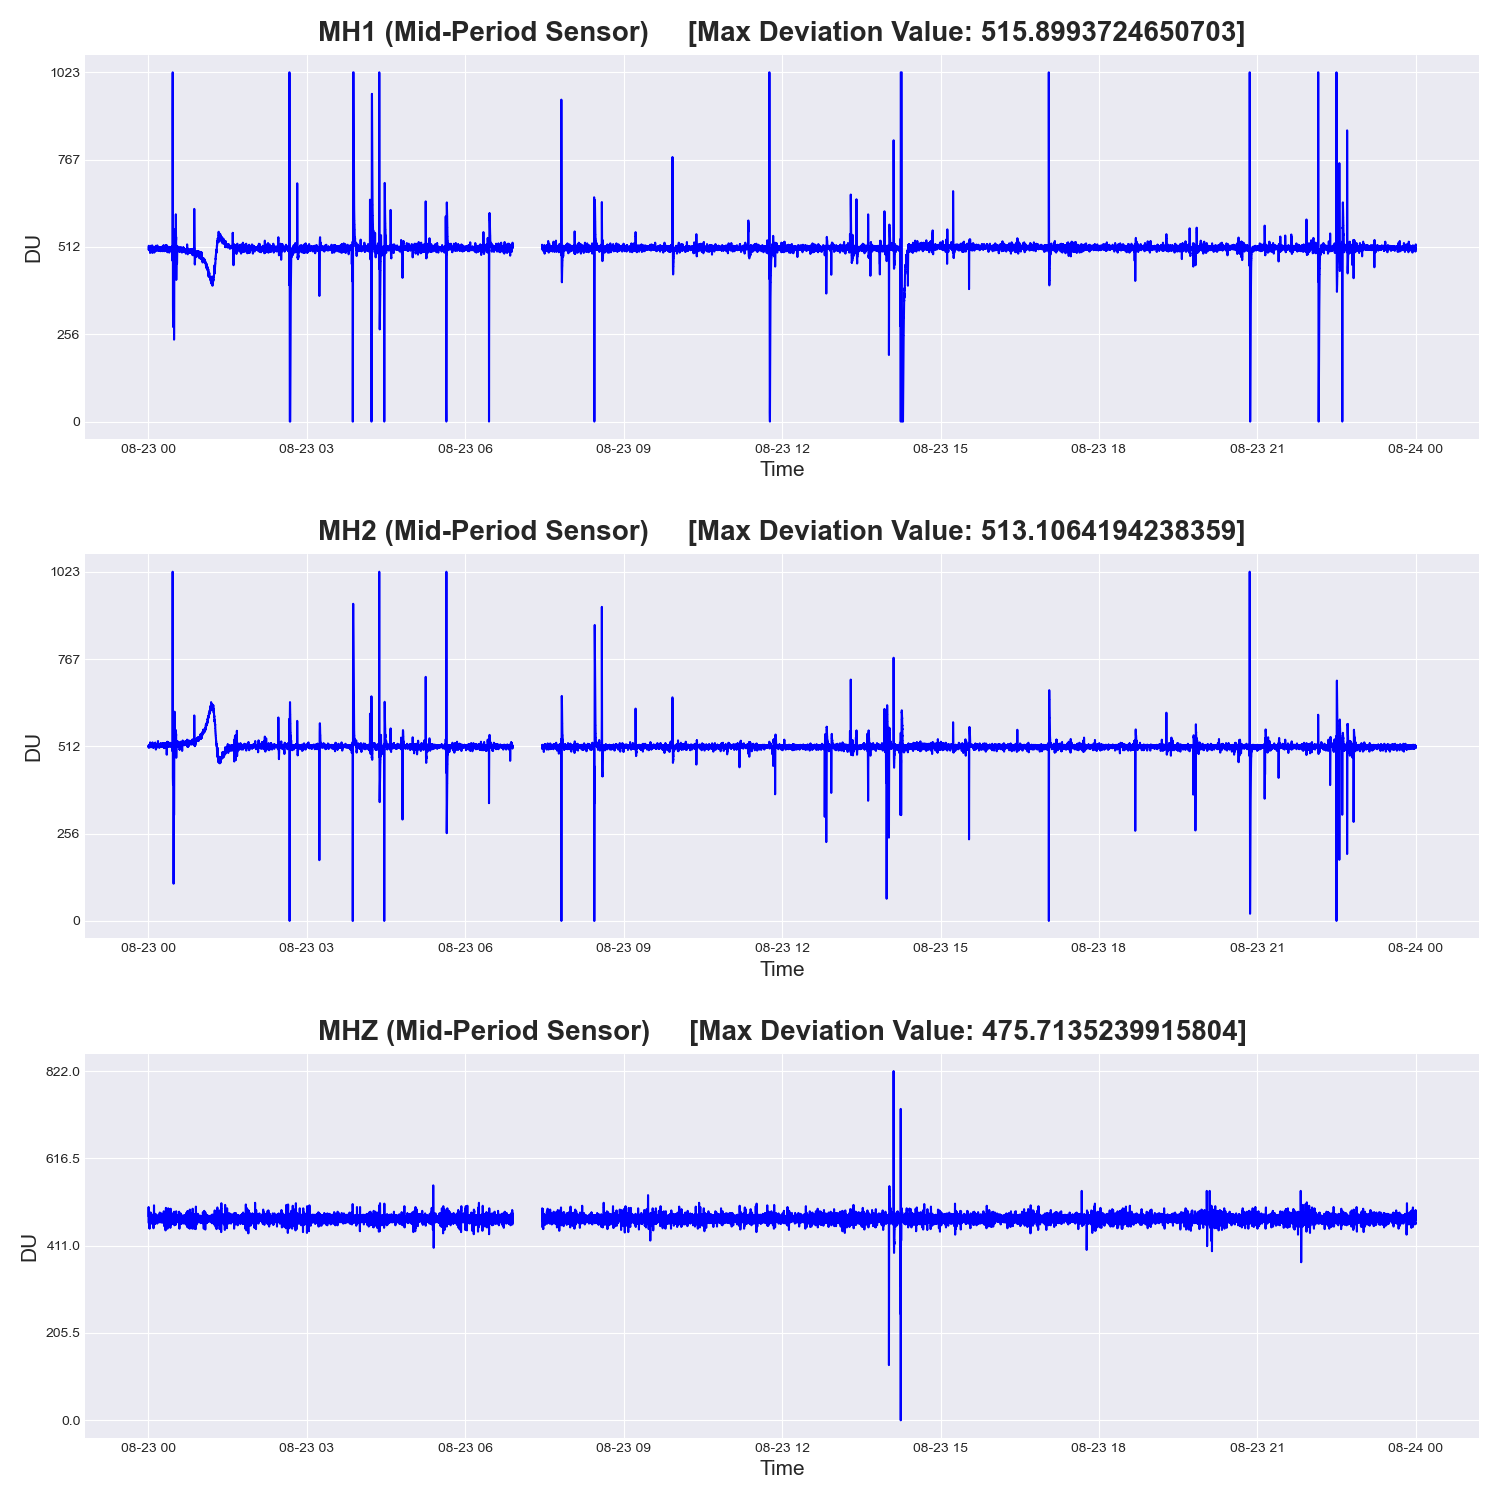 MH1 (Mid-Period Sensor) [Max Deviation Value: 515.8993724650703]
1023
767
512
256
0
DU
08-23 00 08-23 03 08-23 06 08-23 09 08-23 12 08-23 15 08-23 18 08-23 21 08-24 00
Time
MH2 (Mid-Period Sensor) [Max Deviation Value: 513.1064194238359]
1023
767
512
256
0
DU
08-23 00 08-23 03 08-23 06 08-23 09 08-23 12 08-23 15 08-23 18 08-23 21 08-24 00
Time
MHZ (Mid-Period Sensor) [Max Deviation Value: 475.7135239915804]
822.0
616.5
411.0
205.5
0.0
DU
08-23 00 08-23 03 08-23 06 08-23 09 08-23 12 08-23 15 08-23 18 08-23 21 08-24 00
Time